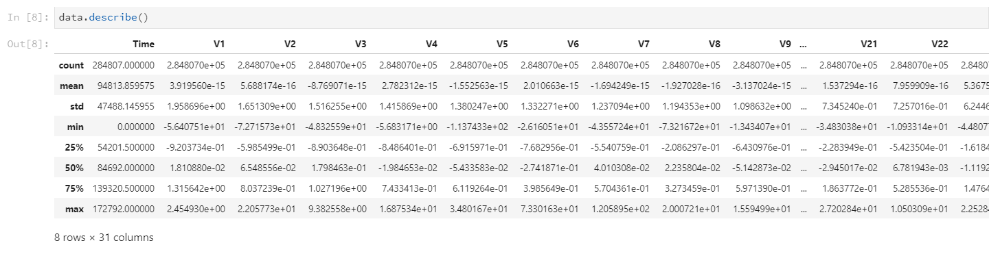 In [8]: data.describe()
Out[8]: Time V1 V2 V3 V4 V5 V6 V7 V8 V9 ... V21 V22
count 284807.000000 2.848070e+05 2.848070e+05 2.848070e+05 2.848070e+05 2.848070e+05 2.848070e+05 2.848070e+05 2.848070e+05 2.848070e+05 ... 2.848070e+05 2.848070e+05 2.84807
mean 94813.859575 3.919560e-15 5.688174e-16 -8.769071e-15 2.782312e-15 -1.552563e-15 2.010663e-15 -1.694249e-15 -1.927028e-16 -3.137024e-15 ... 1.537294e-16 7.959909e-16 5.3675
std 47488.145955 1.958696e+00 1.651309e+00 1.516255e+00 1.415869e+00 1.380247e+00 1.332271e+00 1.237094e+00 1.194353e+00 1.098632e+00 ... 7.345240e-01 7.257016e-01 6.2446
min 0.000000 -5.640751e+01 -7.271573e+01 -4.832559e+01 -5.683171e+00 -1.137433e+02 -2.616051e+01 -4.355724e+01 -7.321672e+01 -1.343407e+01 ... -3.483038e+01 -1.093314e+01 -4.4807
25% 54201.500000 -9.203734e-01 -5.985499e-01 -8.903648e-01 -8.486401e-01 -6.915971e-01 -7.682956e-01 -5.540759e-01 -2.086297e-01 -6.430976e-01 ... -2.283949e-01 -5.423504e-01 -1.6184
50% 84692.000000 1.810880e-02 6.548556e-02 1.798463e-01 -1.984653e-02 -5.433583e-02 -2.741871e-01 4.010308e-02 2.235804e-02 -5.142873e-02 ... -2.945017e-02 6.781943e-03 -1.1192
75% 139320.500000 1.315642e+00 8.037239e-01 1.027196e+00 7.433413e-01 6.119264e-01 3.985649e-01 5.704361e-01 3.273459e-01 5.971390e-01 ... 1.863772e-01 5.285536e-01 1.4764
max 172792.000000 2.454930e+00 2.205773e+01 9.382558e+00 1.687534e+01 3.480167e+01 7.330163e+01 1.205895e+02 2.000721e+01 1.559499e+01 ... 2.720284e+01 1.050309e+01 2.2528
8 rows × 31 columns